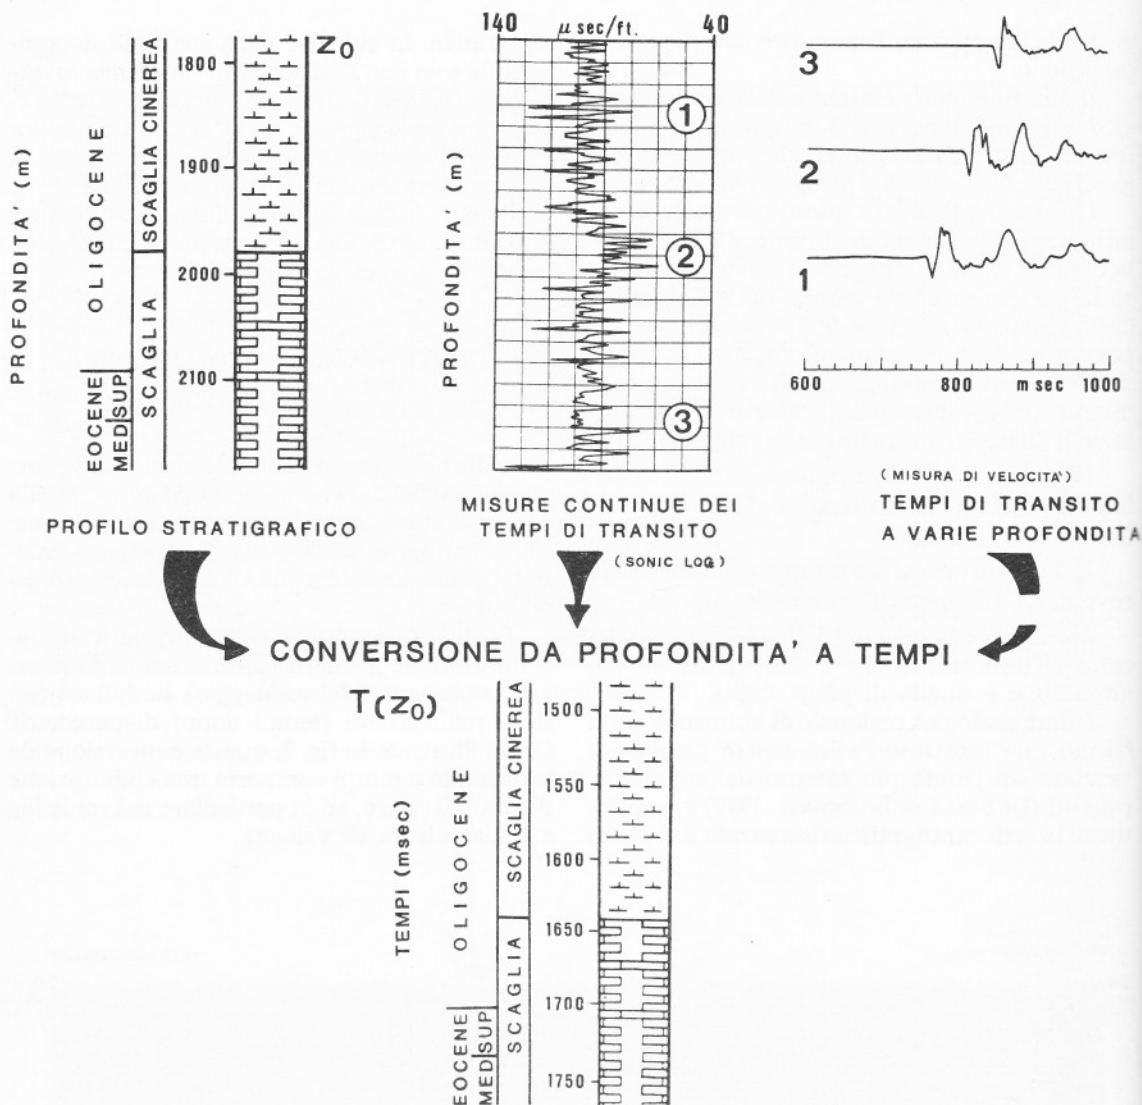 PROFONDITA' (m)
OLIGOCENE
EOCENE
SUP
MED
SCAGLIA CINEREA
SCAGLIA
Z0
1800
1900
2000
2100
PROFILO STRATIGRAFICO
140 μ sec/ft. 40
PROFONDITA' (m)
1
2
3
MISURE CONTINUE DEI
TEMPI DI TRANSITO
(SONIC LOG)
3
2
1
600 800 m sec 1000
(MISURA DI VELOCITA')
TEMPI DI TRANSITO
A VARIE PROFONDITA
CONVERSIONE DA PROFONDITA' A TEMPI
T(Z0)
TEMPI (msec)
OLIGOCENE
EOCENE
SUP
MED
SCAGLIA CINEREA
SCAGLIA
1500
1550
1600
1650
1700
1750